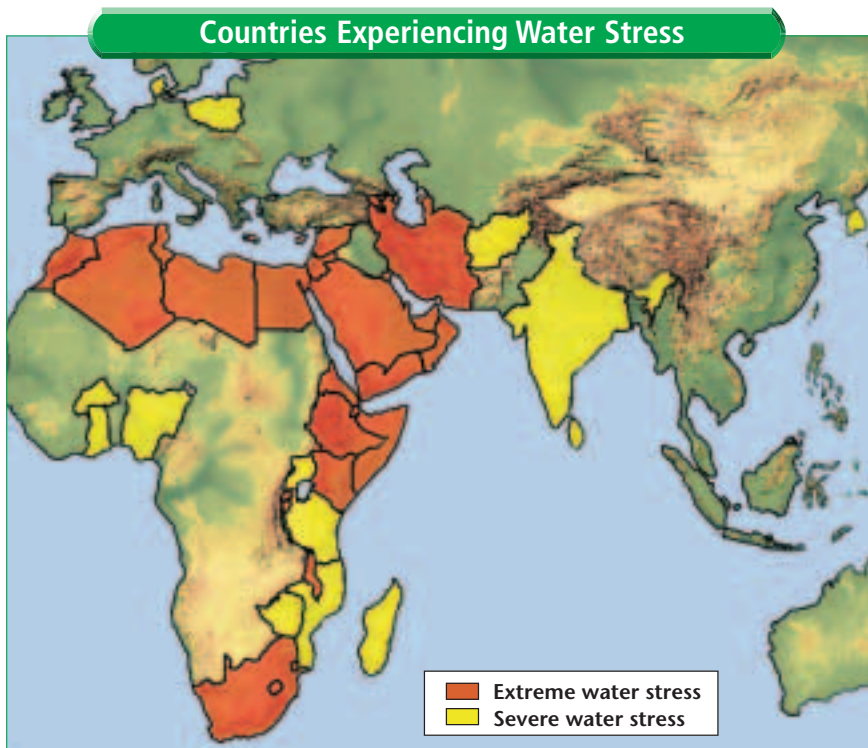 Countries Experiencing Water Stress
Extreme water stress
Severe water stress